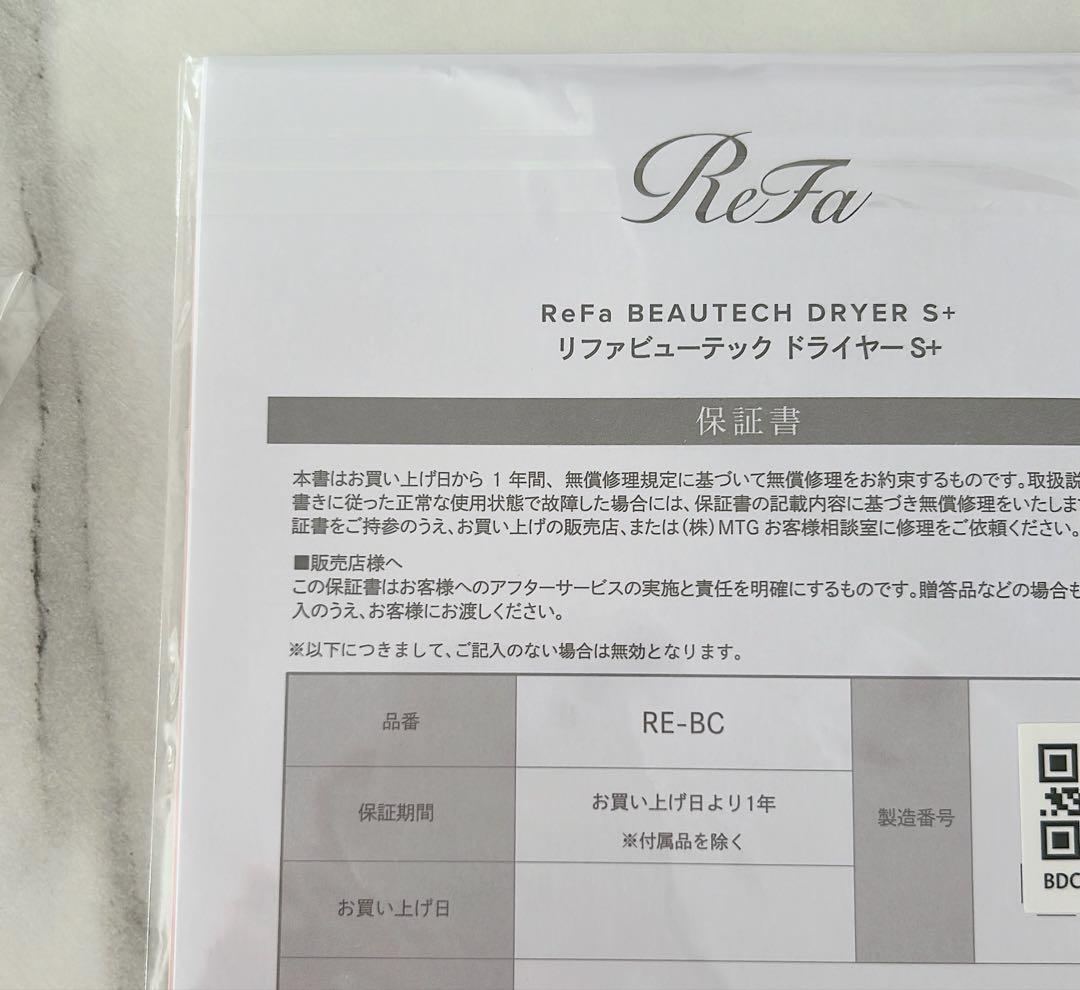 ReFa
ReFa BEAUTECH DRYER S+
リファビューテック ドライヤー S+
保証書
本書はお買い上げ日から 1 年間、無償修理規定に基づいて無償修理をお約束するものです。取扱説
書きに従った正常な使用状態で故障した場合には、保証書の記載内容に基づき無償修理をいたしま
証書をご持参のうえ、お買い上げの販売店、または(株)MTG お客様相談室に修理をご依頼ください。
■販売店様へ
この保証書はお客様へのアフターサービスの実施と責任を明確にするものです。贈答品などの場合も
入のうえ、お客様にお渡しください。
※以下につきまして、ご記入のない場合は無効となります。
品番
RE-BC
保証期間
お買い上げ日より1年
※付属品を除く
製造番号
BDC
お買い上げ日